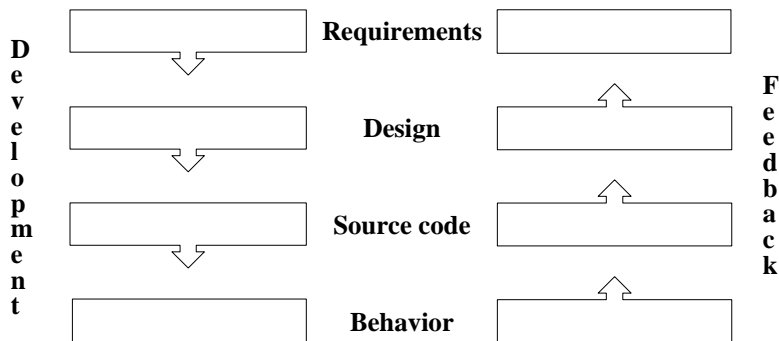 Development
Requirements
Design
Source code
Behavior
Feedback